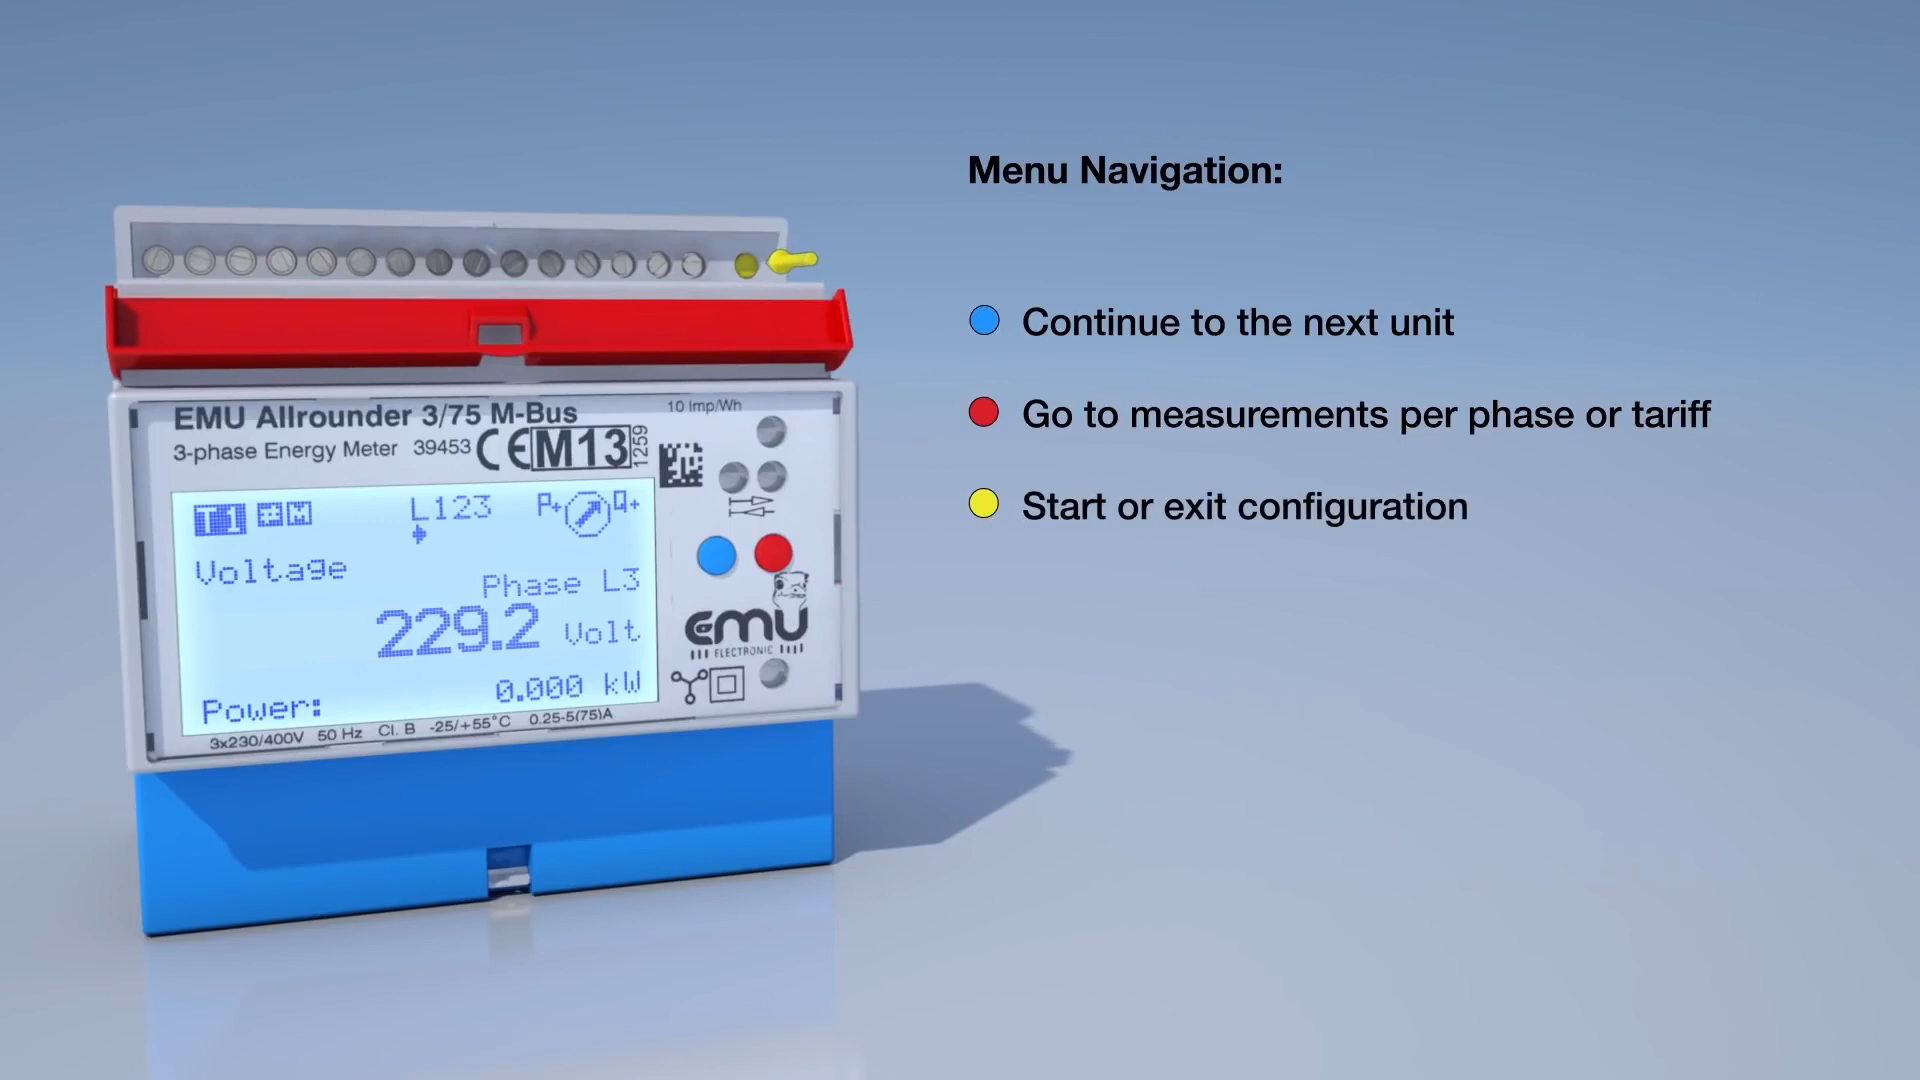 Menu Navigation:
Continue to the next unit
Go to measurements per phase or tariff
Start or exit configuration
EMU Allrounder 3/75 M-Bus
10 Imp/Wh
3-phase Energy Meter 39453 CE M13 1259
T1 M L123 P+ Q+
Voltage
Phase L3
229.2 Volt
Power: 0.000 kW
emu
ELECTRONIC
3x230/400V 50 Hz Cl. B -25/+55°C 0.25-5(75)A